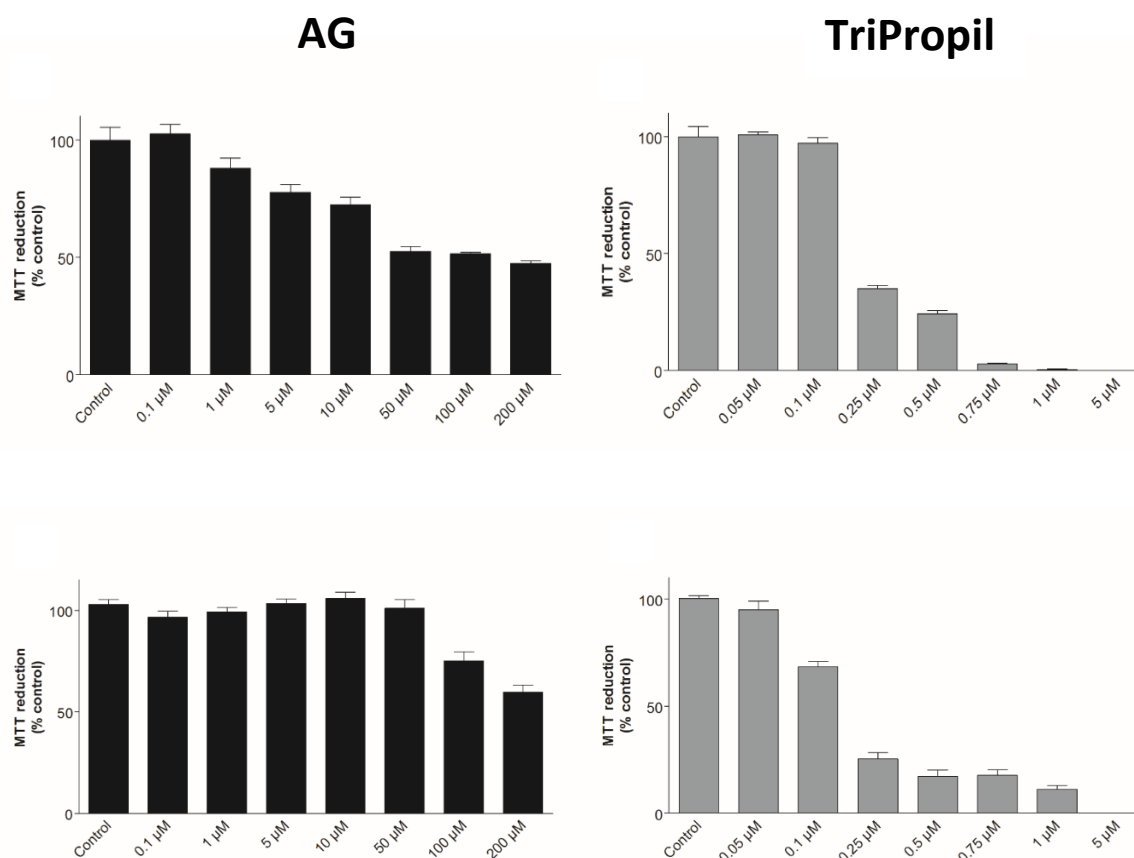 AG
TriPropil
MTT reduction
(% control)
100
50
0
Control
0.1 µM
1 µM
5 µM
10 µM
50 µM
100 µM
200 µM
MTT reduction
(% control)
100
50
0
Control
0.05 µM
0.1 µM
0.25 µM
0.5 µM
0.75 µM
1 µM
5 µM
MTT reduction
(% control)
100
50
0
Control
0.1 µM
1 µM
5 µM
10 µM
50 µM
100 µM
200 µM
MTT reduction
(% control)
100
50
0
Control
0.05 µM
0.1 µM
0.25 µM
0.5 µM
0.75 µM
1 µM
5 µM